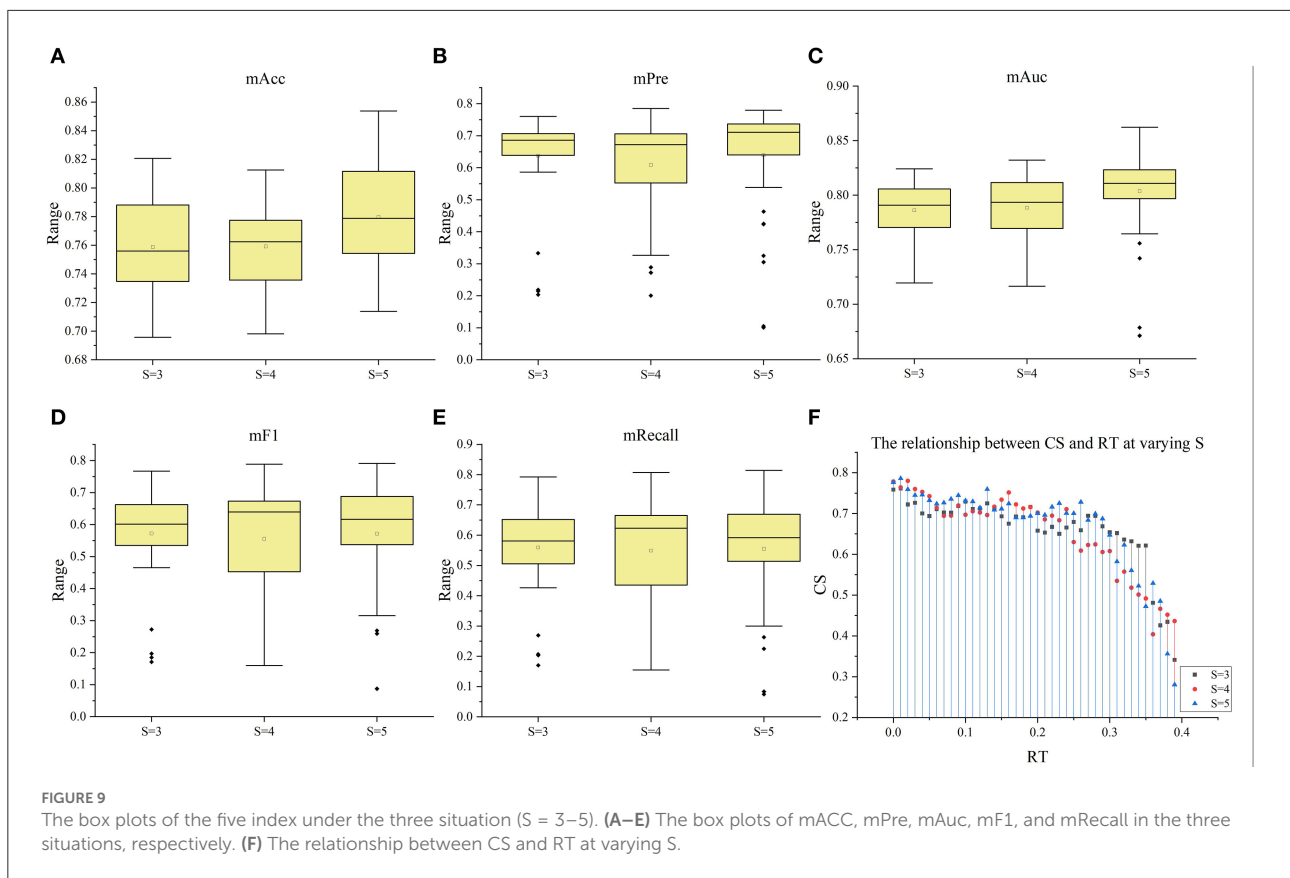 A
mAcc
Range
0.86
0.84
0.82
0.80
0.78
0.76
0.74
0.72
0.70
0.68
S=3
S=4
S=5
B
mPre
Range
0.8
0.7
0.6
0.5
0.4
0.3
0.2
0.1
0.0
S=3
S=4
S=5
C
mAuc
Range
0.90
0.85
0.80
0.75
0.70
0.65
S=3
S=4
S=5
D
mF1
Range
0.8
0.7
0.6
0.5
0.4
0.3
0.2
0.1
0.0
S=3
S=4
S=5
E
mRecall
Range
0.9
0.8
0.7
0.6
0.5
0.4
0.3
0.2
0.1
0.0
S=3
S=4
S=5
F
The relationship between CS and RT at varying S
CS
0.8
0.7
0.6
0.5
0.4
0.3
0.2
0.0
0.1
0.2
0.3
0.4
RT
S=3
S=4
S=5
FIGURE 9
The box plots of the five index under the three situation (S = 3–5). (A–E) The box plots of mACC, mPre, mAuc, mF1, and mRecall in the three
situations, respectively. (F) The relationship between CS and RT at varying S.